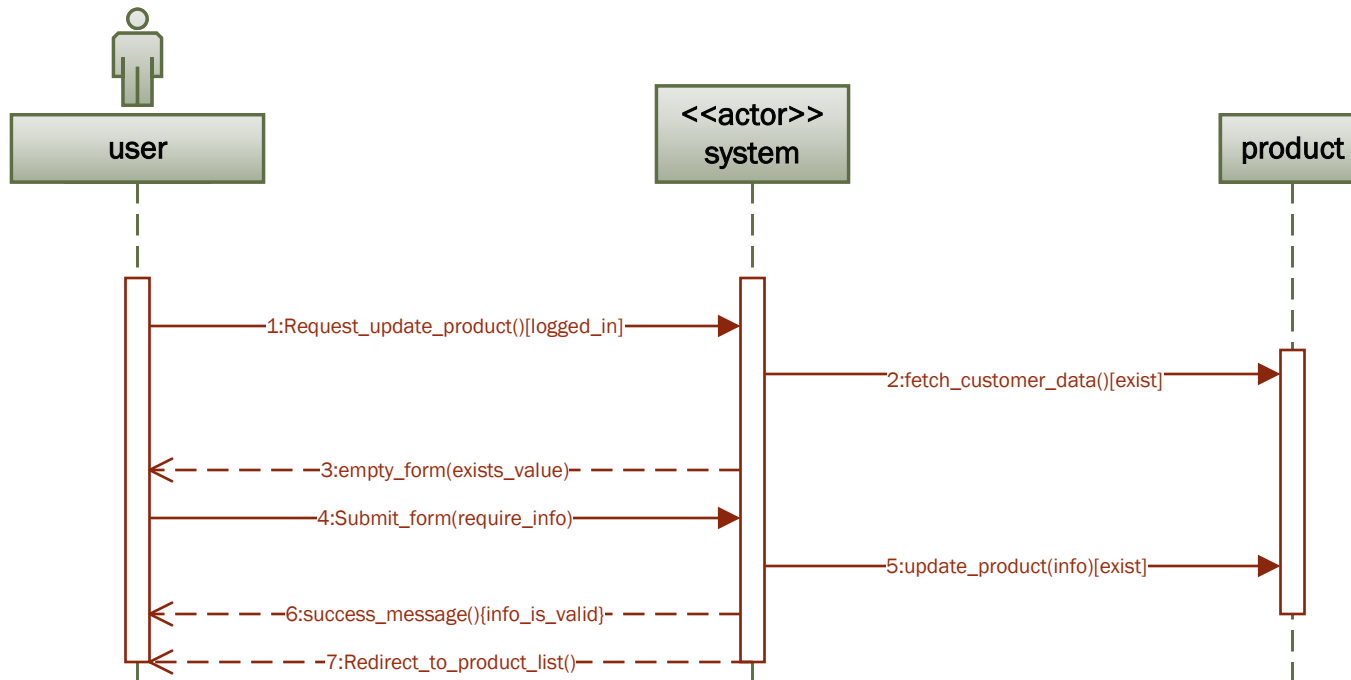 user
<<actor>>
system
product
1:Request_update_product()[logged_in]
2:fetch_customer_data()[exist]
3:empty_form(exists_value)
4:Submit_form(require_info)
5:update_product(info)[exist]
6:success_message(){info_is_valid}
7:Redirect_to_product_list()